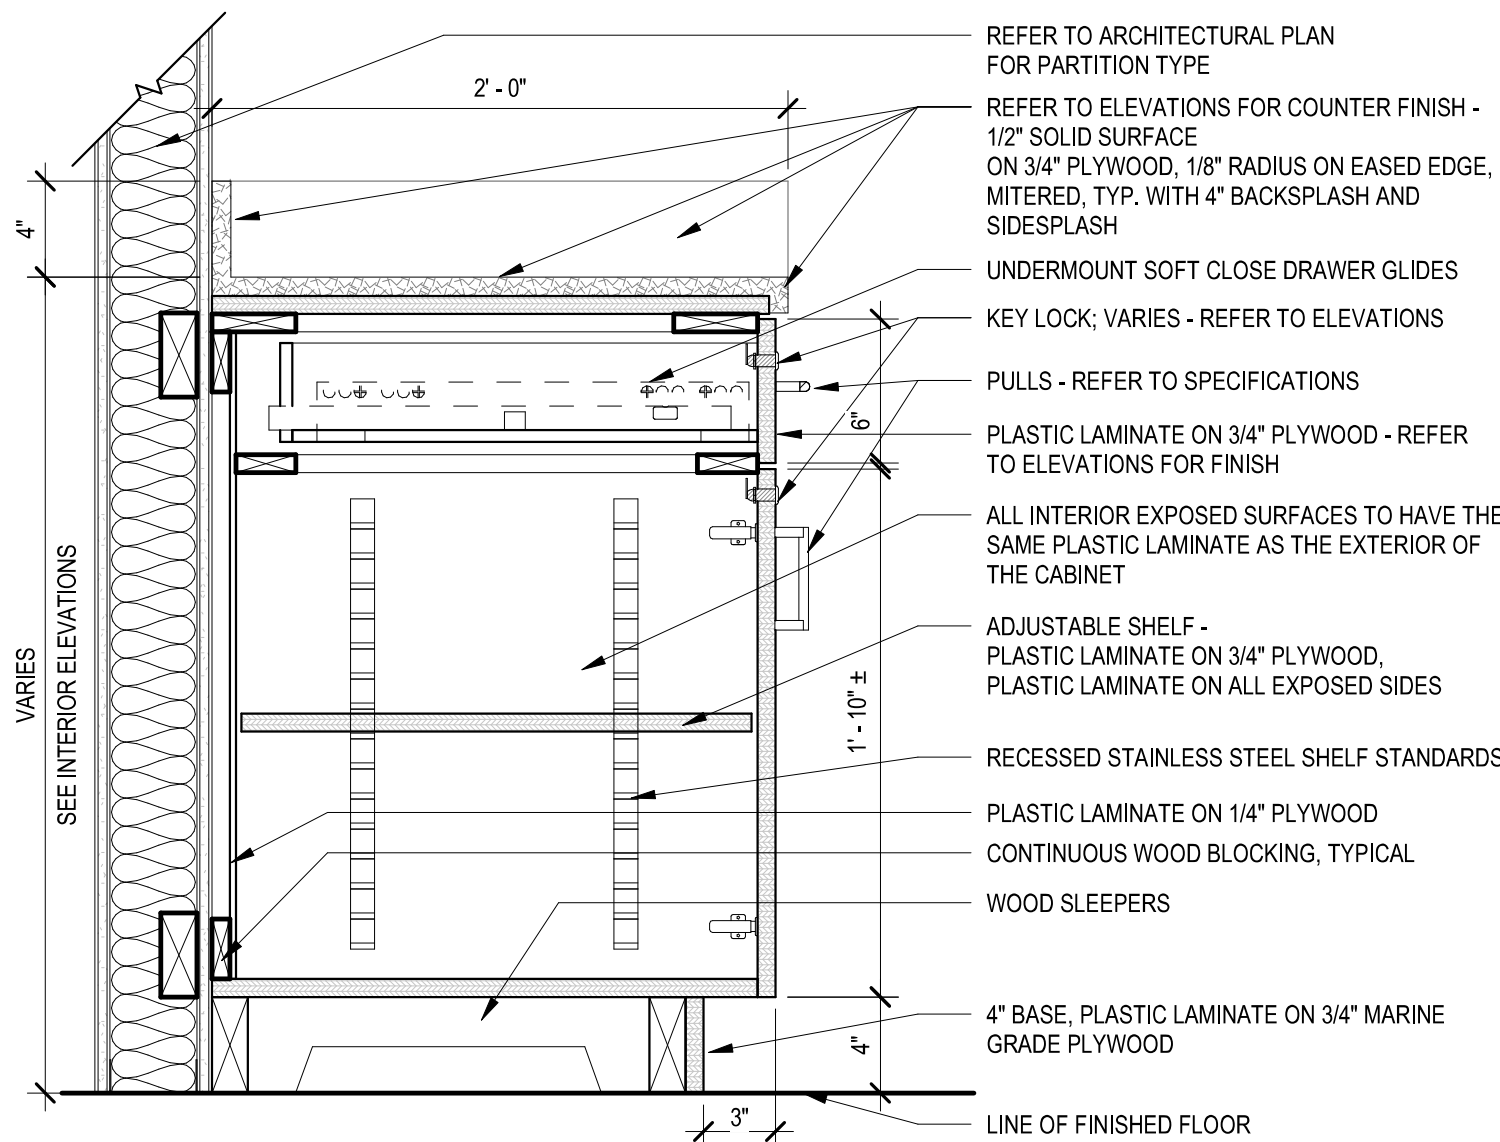 REFER TO ARCHITECTURAL PLAN
FOR PARTITION TYPE
2' - 0"
REFER TO ELEVATIONS FOR COUNTER FINISH -
1/2" SOLID SURFACE
ON 3/4" PLYWOOD, 1/8" RADIUS ON EASED EDGE,
MITERED, TYP. WITH 4" BACKSPLASH AND
SIDESPLASH
4"
UNDERMOUNT SOFT CLOSE DRAWER GLIDES
KEY LOCK; VARIES - REFER TO ELEVATIONS
PULLS - REFER TO SPECIFICATIONS
6"
PLASTIC LAMINATE ON 3/4" PLYWOOD - REFER
TO ELEVATIONS FOR FINISH
ALL INTERIOR EXPOSED SURFACES TO HAVE THE
SAME PLASTIC LAMINATE AS THE EXTERIOR OF
THE CABINET
ADJUSTABLE SHELF -
PLASTIC LAMINATE ON 3/4" PLYWOOD,
PLASTIC LAMINATE ON ALL EXPOSED SIDES
VARIES
SEE INTERIOR ELEVATIONS
1' - 10" ±
RECESSED STAINLESS STEEL SHELF STANDARDS
PLASTIC LAMINATE ON 1/4" PLYWOOD
CONTINUOUS WOOD BLOCKING, TYPICAL
WOOD SLEEPERS
4" BASE, PLASTIC LAMINATE ON 3/4" MARINE
GRADE PLYWOOD
4"
3"
LINE OF FINISHED FLOOR